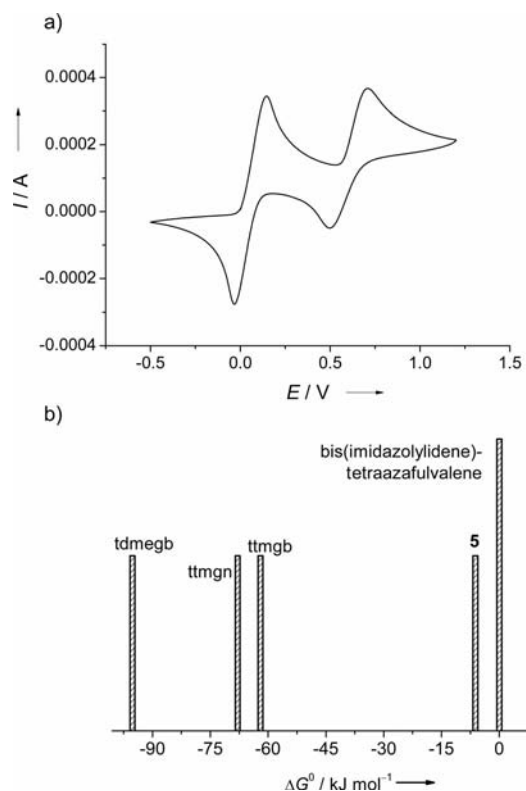 a)
0.0004
0.0002
0.0000
-0.0002
-0.0004
I / A
-0.5 0.0 0.5 1.0 1.5
E / V
b)
bis(imidazolylidene)-
tetraazafulvalene
tdmegb
ttmgn
ttmgb
5
-90 -75 -60 -45 -30 -15 0
ΔG⁰ / kJ mol⁻¹